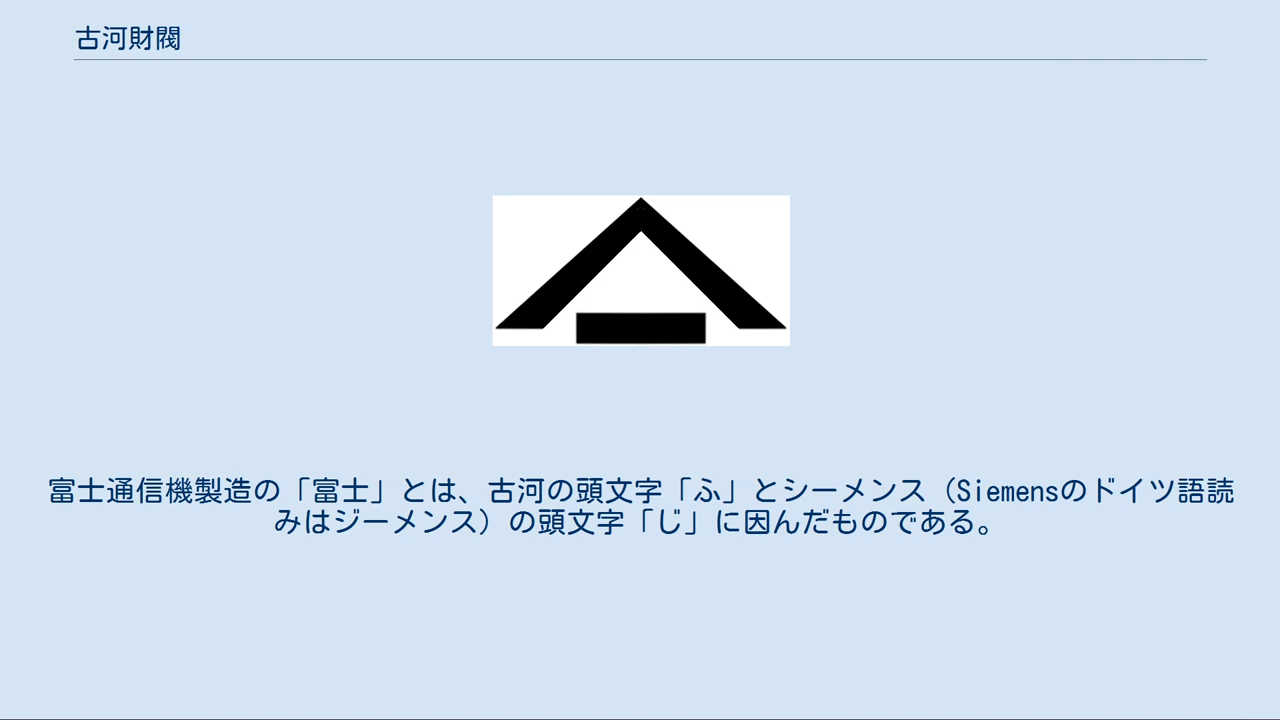 古河財閥
富士通信機製造の「富士」とは、古河の頭文字「ふ」とシーメンス（Siemensのドイツ語読
みはジーメンス）の頭文字「じ」に因んだものである。